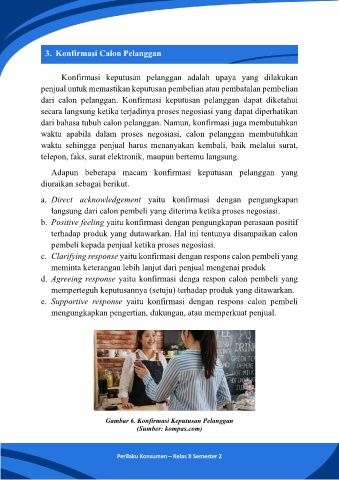 3. Konfirmasi Calon Pelanggan
Konfirmasi keputusan pelanggan adalah upaya yang dilakukan
penjual untuk memastikan keputusan pembelian atau pembatalan pembelian
dari calon pelanggan. Konfirmasi keputusan pelanggan dapat diketahui
secara langsung ketika terjadinya proses negosiasi yang dapat diperhatikan
dari bahasa tubuh calon pelanggan. Namun, konfirmasi juga membutuhkan
waktu apabila dalam proses negosiasi, calon pelanggan membutuhkan
waktu sehingga penjual harus menanyakan kembali, baik melalui surat,
telepon, faks, surat elektronik, maupun bertemu langsung.
Adapun beberapa macam konfirmasi keputusan pelanggan yang
diuraikan sebagai berikut.
a. Direct acknowledgement yaitu konfirmasi dengan pengungkapan
langsung dari calon pembeli yang diterima ketika proses negosiasi.
b. Positive feeling yaitu konfirmasi dengan pengungkapan perasaan positif
terhadap produk yang dutawarkan. Hal ini tentunya disampaikan calon
pembeli kepada penjual ketika proses negosiasi.
c. Clarifying response yaitu konfirmasi dengan respons calon pembeli yang
meminta keterangan lebih lanjut dari penjual mengenai produk
d. Agreeing response yaitu konfirmasi denga respon calon pembeli yang
memperteguh keputusannya (setuju) terhadap produk yang ditawarkan.
e. Supportive response yaitu konfirmasi dengan respons calon pembeli
mengungkapkan pengertian, dukungan, atau memperkuat penjual.
Gambar 6. Konfirmasi Keputusan Pelanggan
(Sumber: kompas.com)
Perilaku Konsumen – Kelas X Semester 2